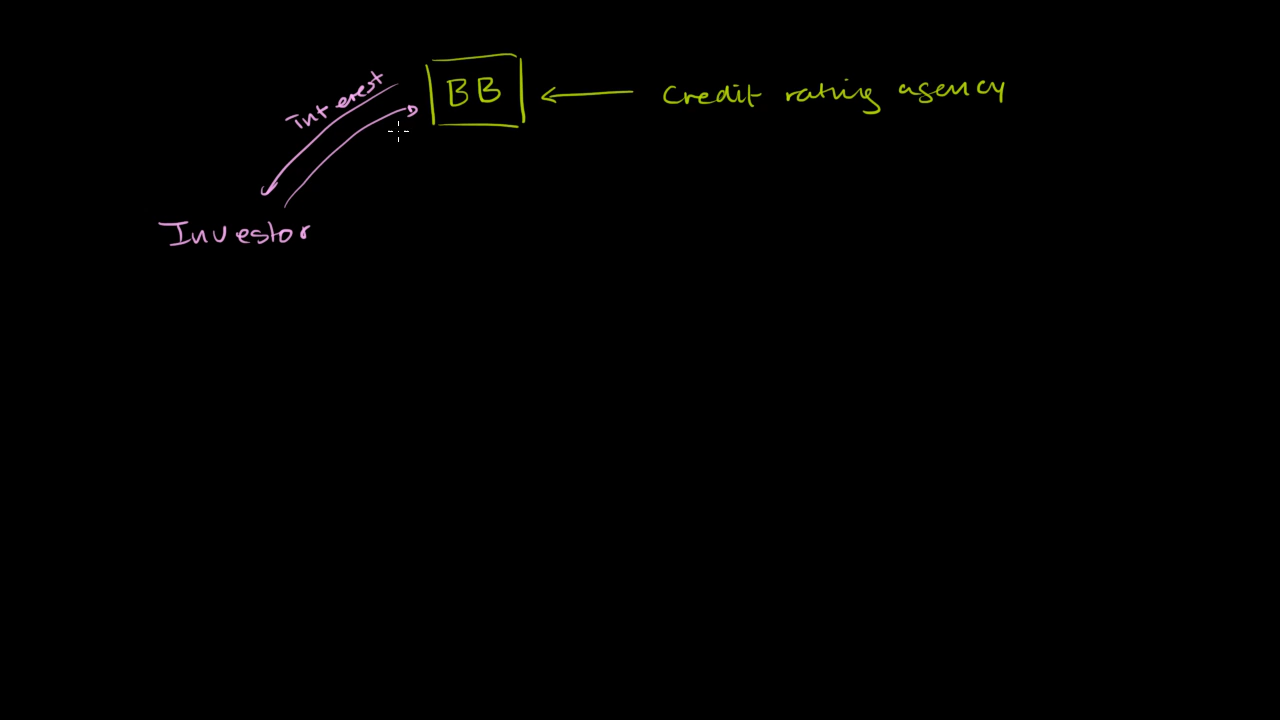 Interest
BB
Credit rating agency
Investor